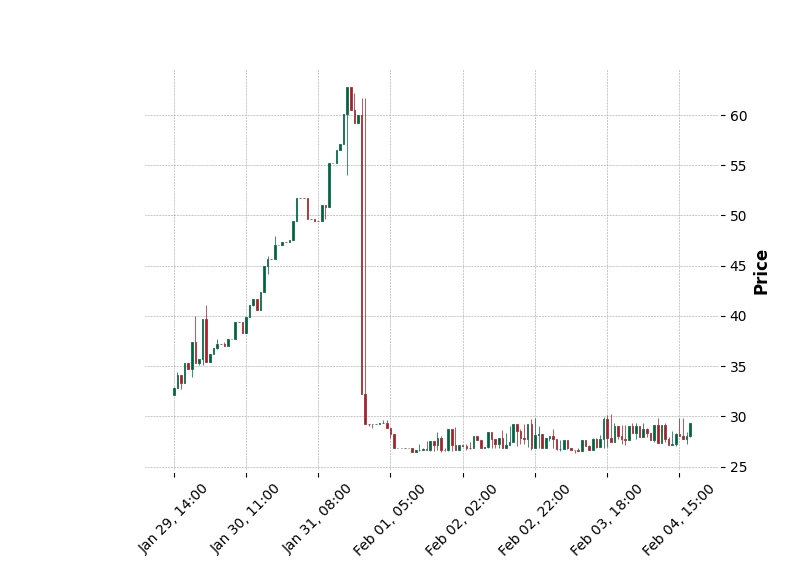 60
55
50
45
40
35
30
25
Price
Jan 29, 14:00
Jan 30, 11:00
Jan 31, 08:00
Feb 01, 05:00
Feb 02, 02:00
Feb 02, 22:00
Feb 03, 18:00
Feb 04, 15:00